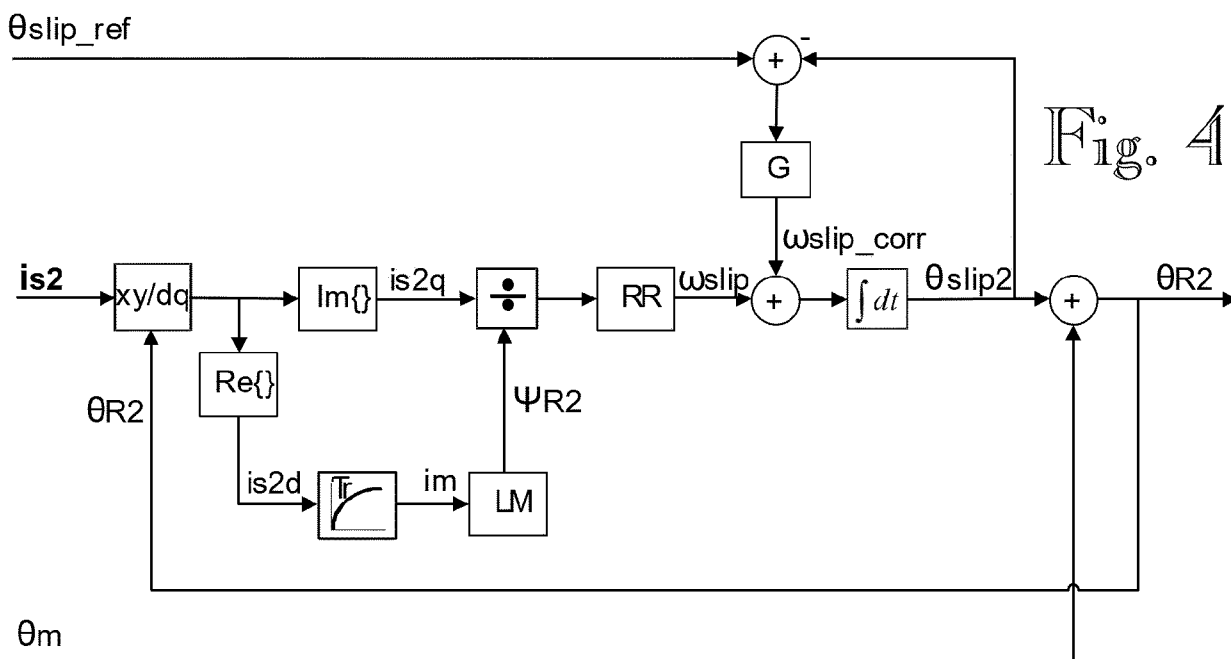 θslip_ref
-
+
Fig. 4
G
ωslip_corr
is2
xy/dq
Im{}
is2q
÷
RR
ωslip
+
∫ dt
θslip2
+
θR2
Re{}
θR2
ΨR2
is2d
Tr
im
LM
θm